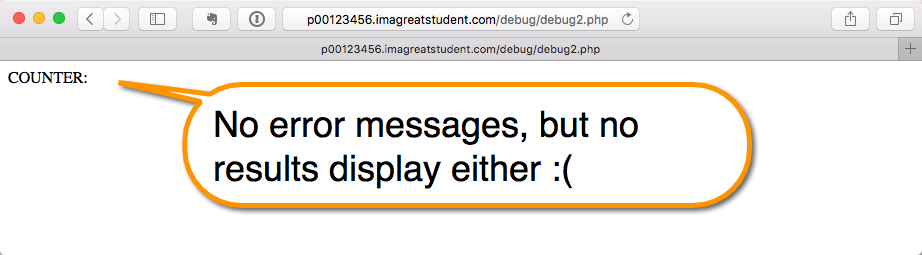 p00123456.imagreatstudent.com/debug/debug2.php
p00123456.imagreatstudent.com/debug/debug2.php
COUNTER:
No error messages, but no
results display either :(